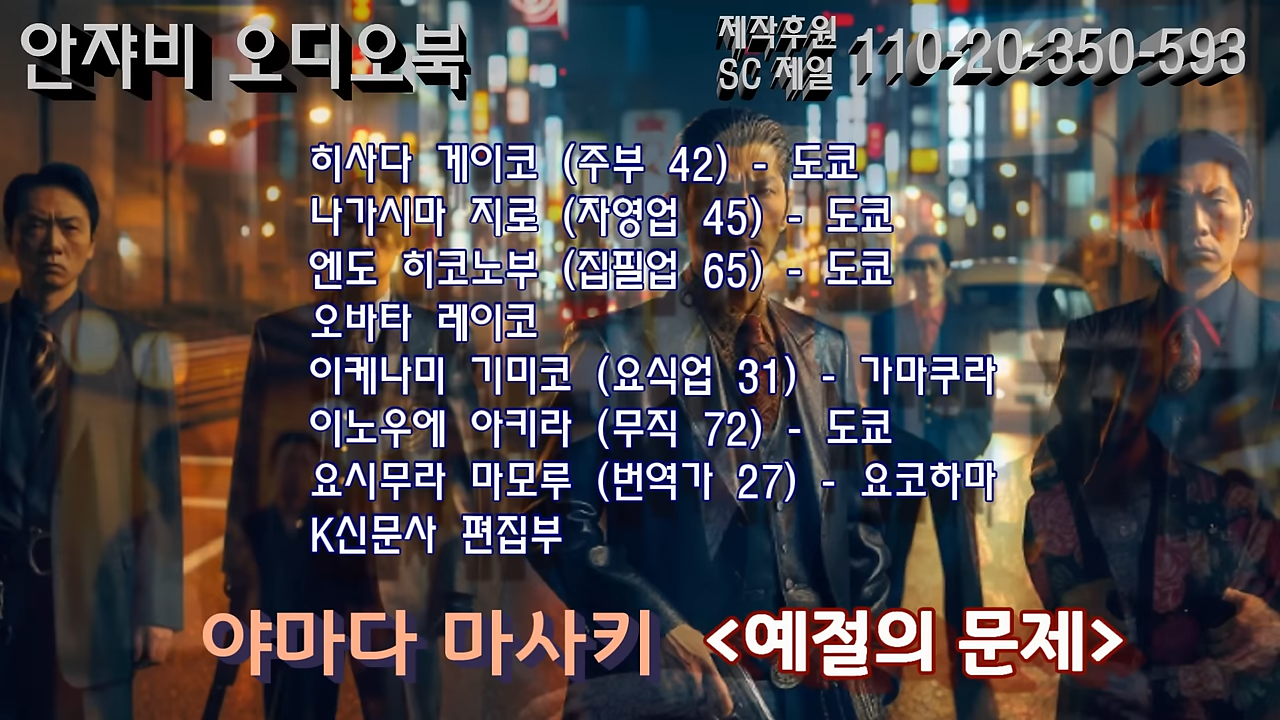 안쟈비 오디오북
제작후원
SC 제일 110-20-350-593
히사다 게이코 (주부 42) - 도쿄
나가시마 지로 (자영업 45) - 도쿄
엔도 히코노부 (집필업 65) - 도쿄
오바타 레이코
이케나미 기미코 (요식업 31) - 가마쿠라
이노우에 아키라 (무직 72) - 도쿄
요시무라 마모루 (번역가 27) - 요코하마
K신문사 편집부
야마다 마사키 <예절의 문제>